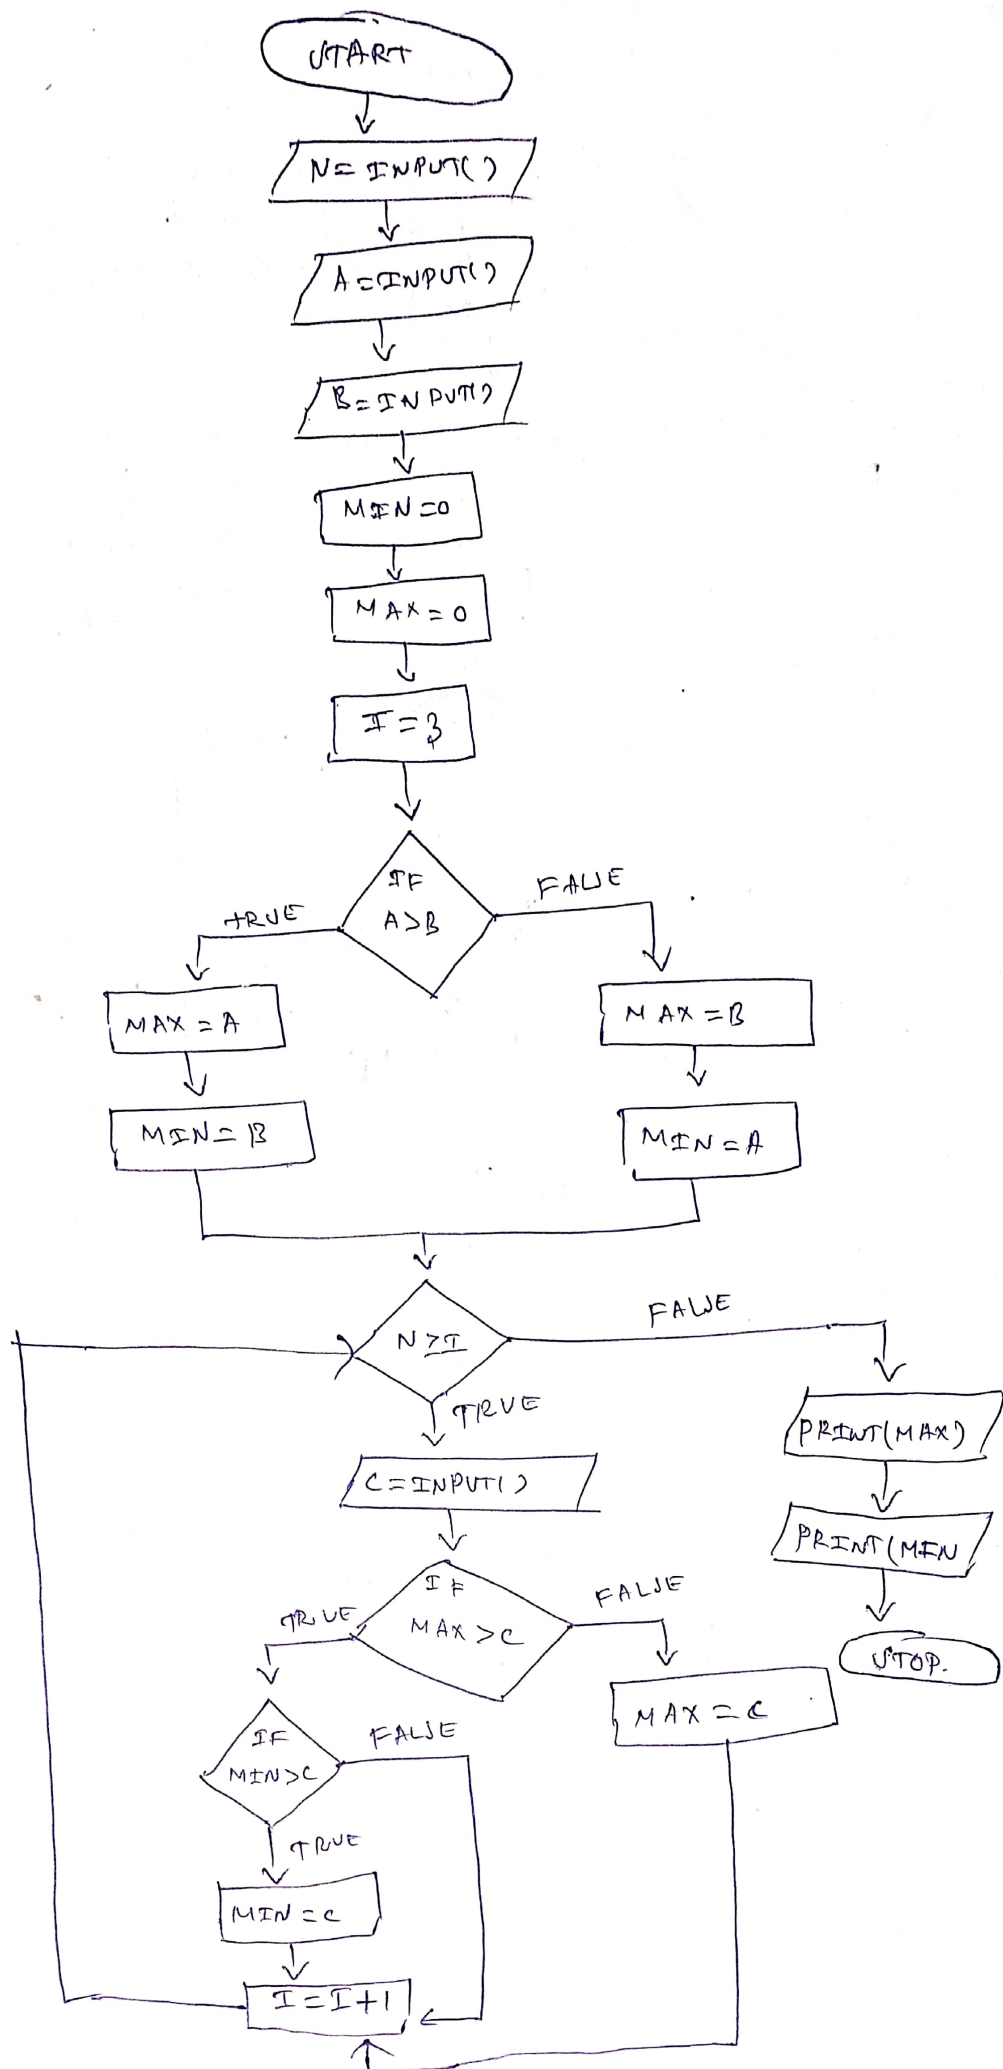 START
N= INPUT()
A=INPUT()
B=INPUT()
MIN=0
MAX=0
I=3
IF
A>B
TRUE
FALSE
MAX=A
MAX=B
MIN=B
MIN=A
N≥I
FALSE
TRUE
PRINT(MAX)
C=INPUT()
PRINT(MIN
IF
MAX>C
TRUE
FALSE
STOP.
MAX=C
IF
MIN>C
FALSE
TRUE
MIN=C
I=I+1